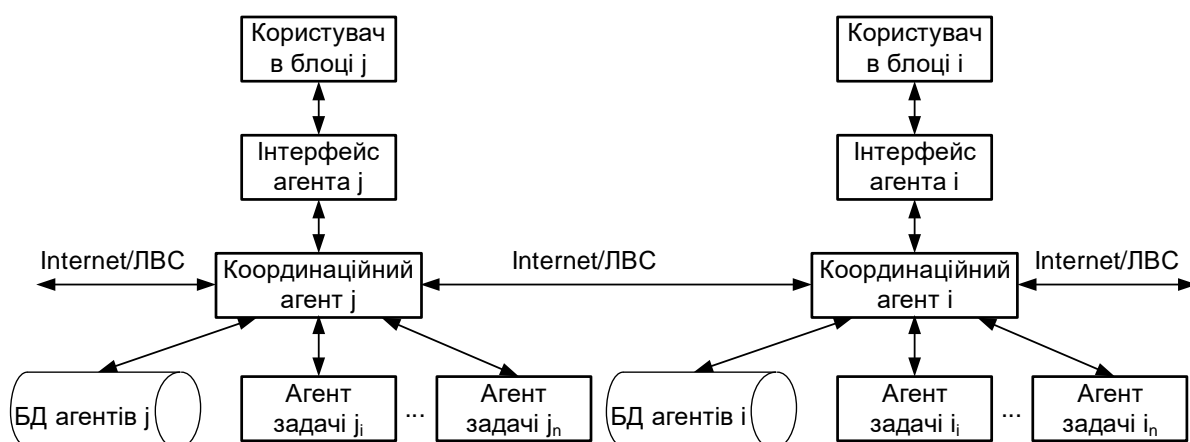 Користувач
в блоці j
Користувач
в блоці i
Інтерфейс
агента j
Інтерфейс
агента i
Internet/ЛВС
Координаційний
агент j
Internet/ЛВС
Координаційний
агент i
Internet/ЛВС
БД агентів j
Агент
задачі jᵢ
...
Агент
задачі jₙ
БД агентів i
Агент
задачі iᵢ
...
Агент
задачі iₙ